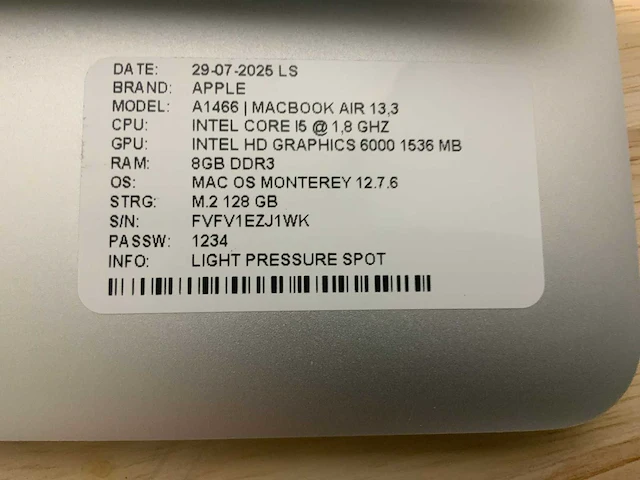 DATE: 29-07-2025 LS
BRAND: APPLE
MODEL: A1466 | MACBOOK AIR 13,3
CPU: INTEL CORE I5 @ 1,8 GHZ
GPU: INTEL HD GRAPHICS 6000 1536 MB
RAM: 8GB DDR3
OS: MAC OS MONTEREY 12.7.6
STRG: M.2 128 GB
S/N: FVFV1EZJ1WK
PASSW: 1234
INFO: LIGHT PRESSURE SPOT